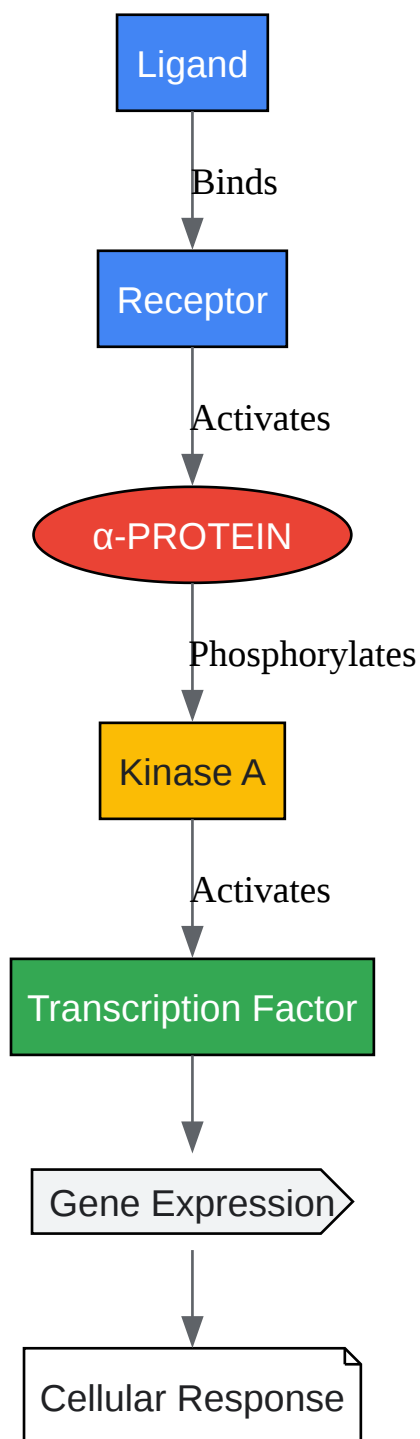 Ligand
Binds
Receptor
Activates
α-PROTEIN
Phosphorylates
Kinase A
Activates
Transcription Factor
Gene Expression
Cellular Response